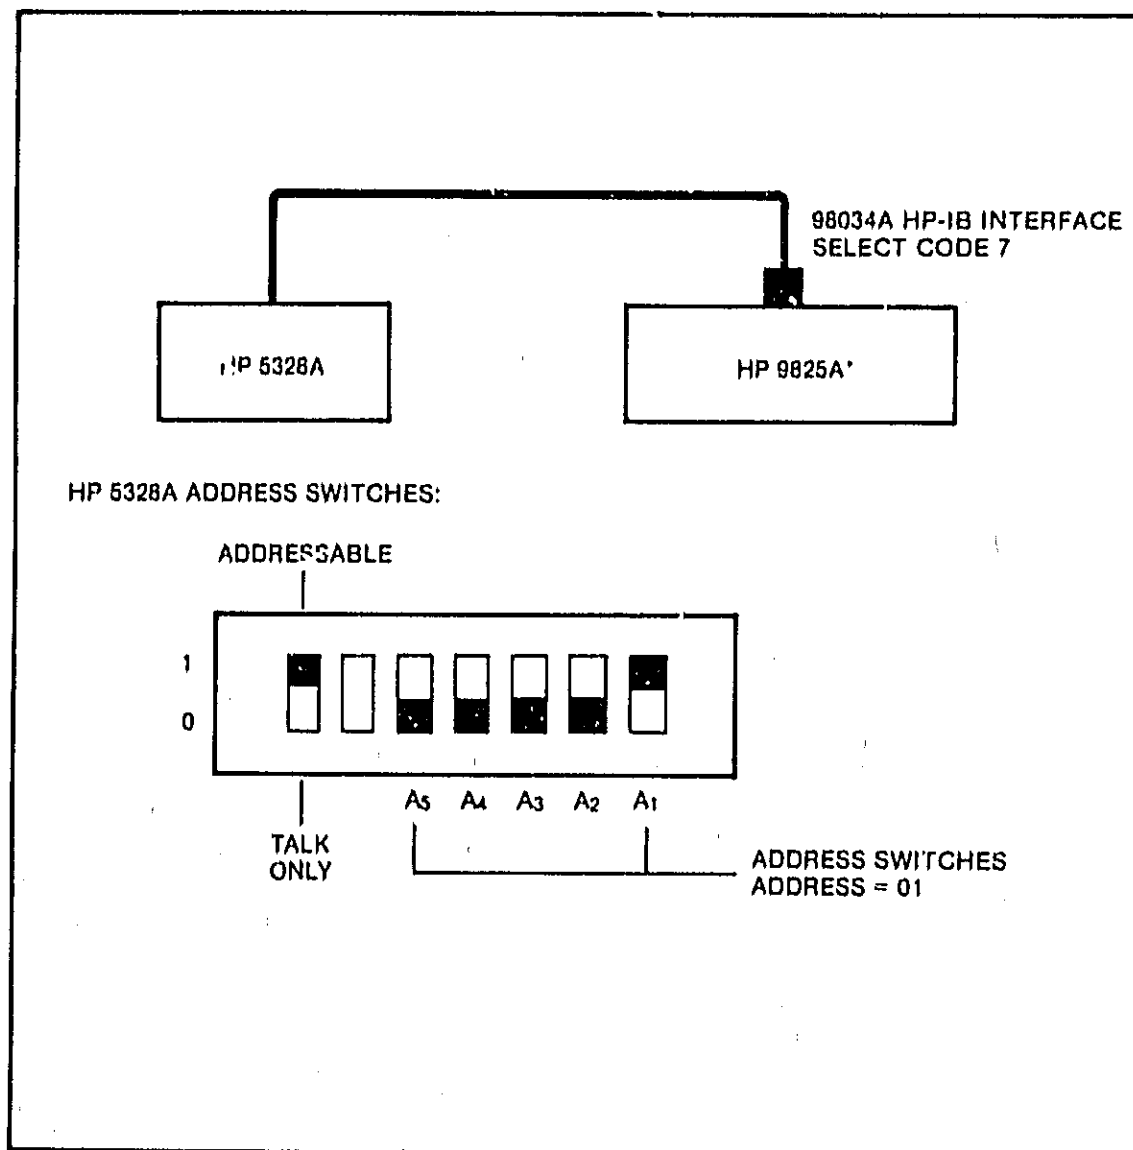 98034A HP-IB INTERFACE
SELECT CODE 7
HP 5328A
HP 9825A*
HP 5328A ADDRESS SWITCHES:
ADDRESSABLE
1
0
A5 A4 A3 A2 A1
TALK
ONLY
ADDRESS SWITCHES
ADDRESS = 01